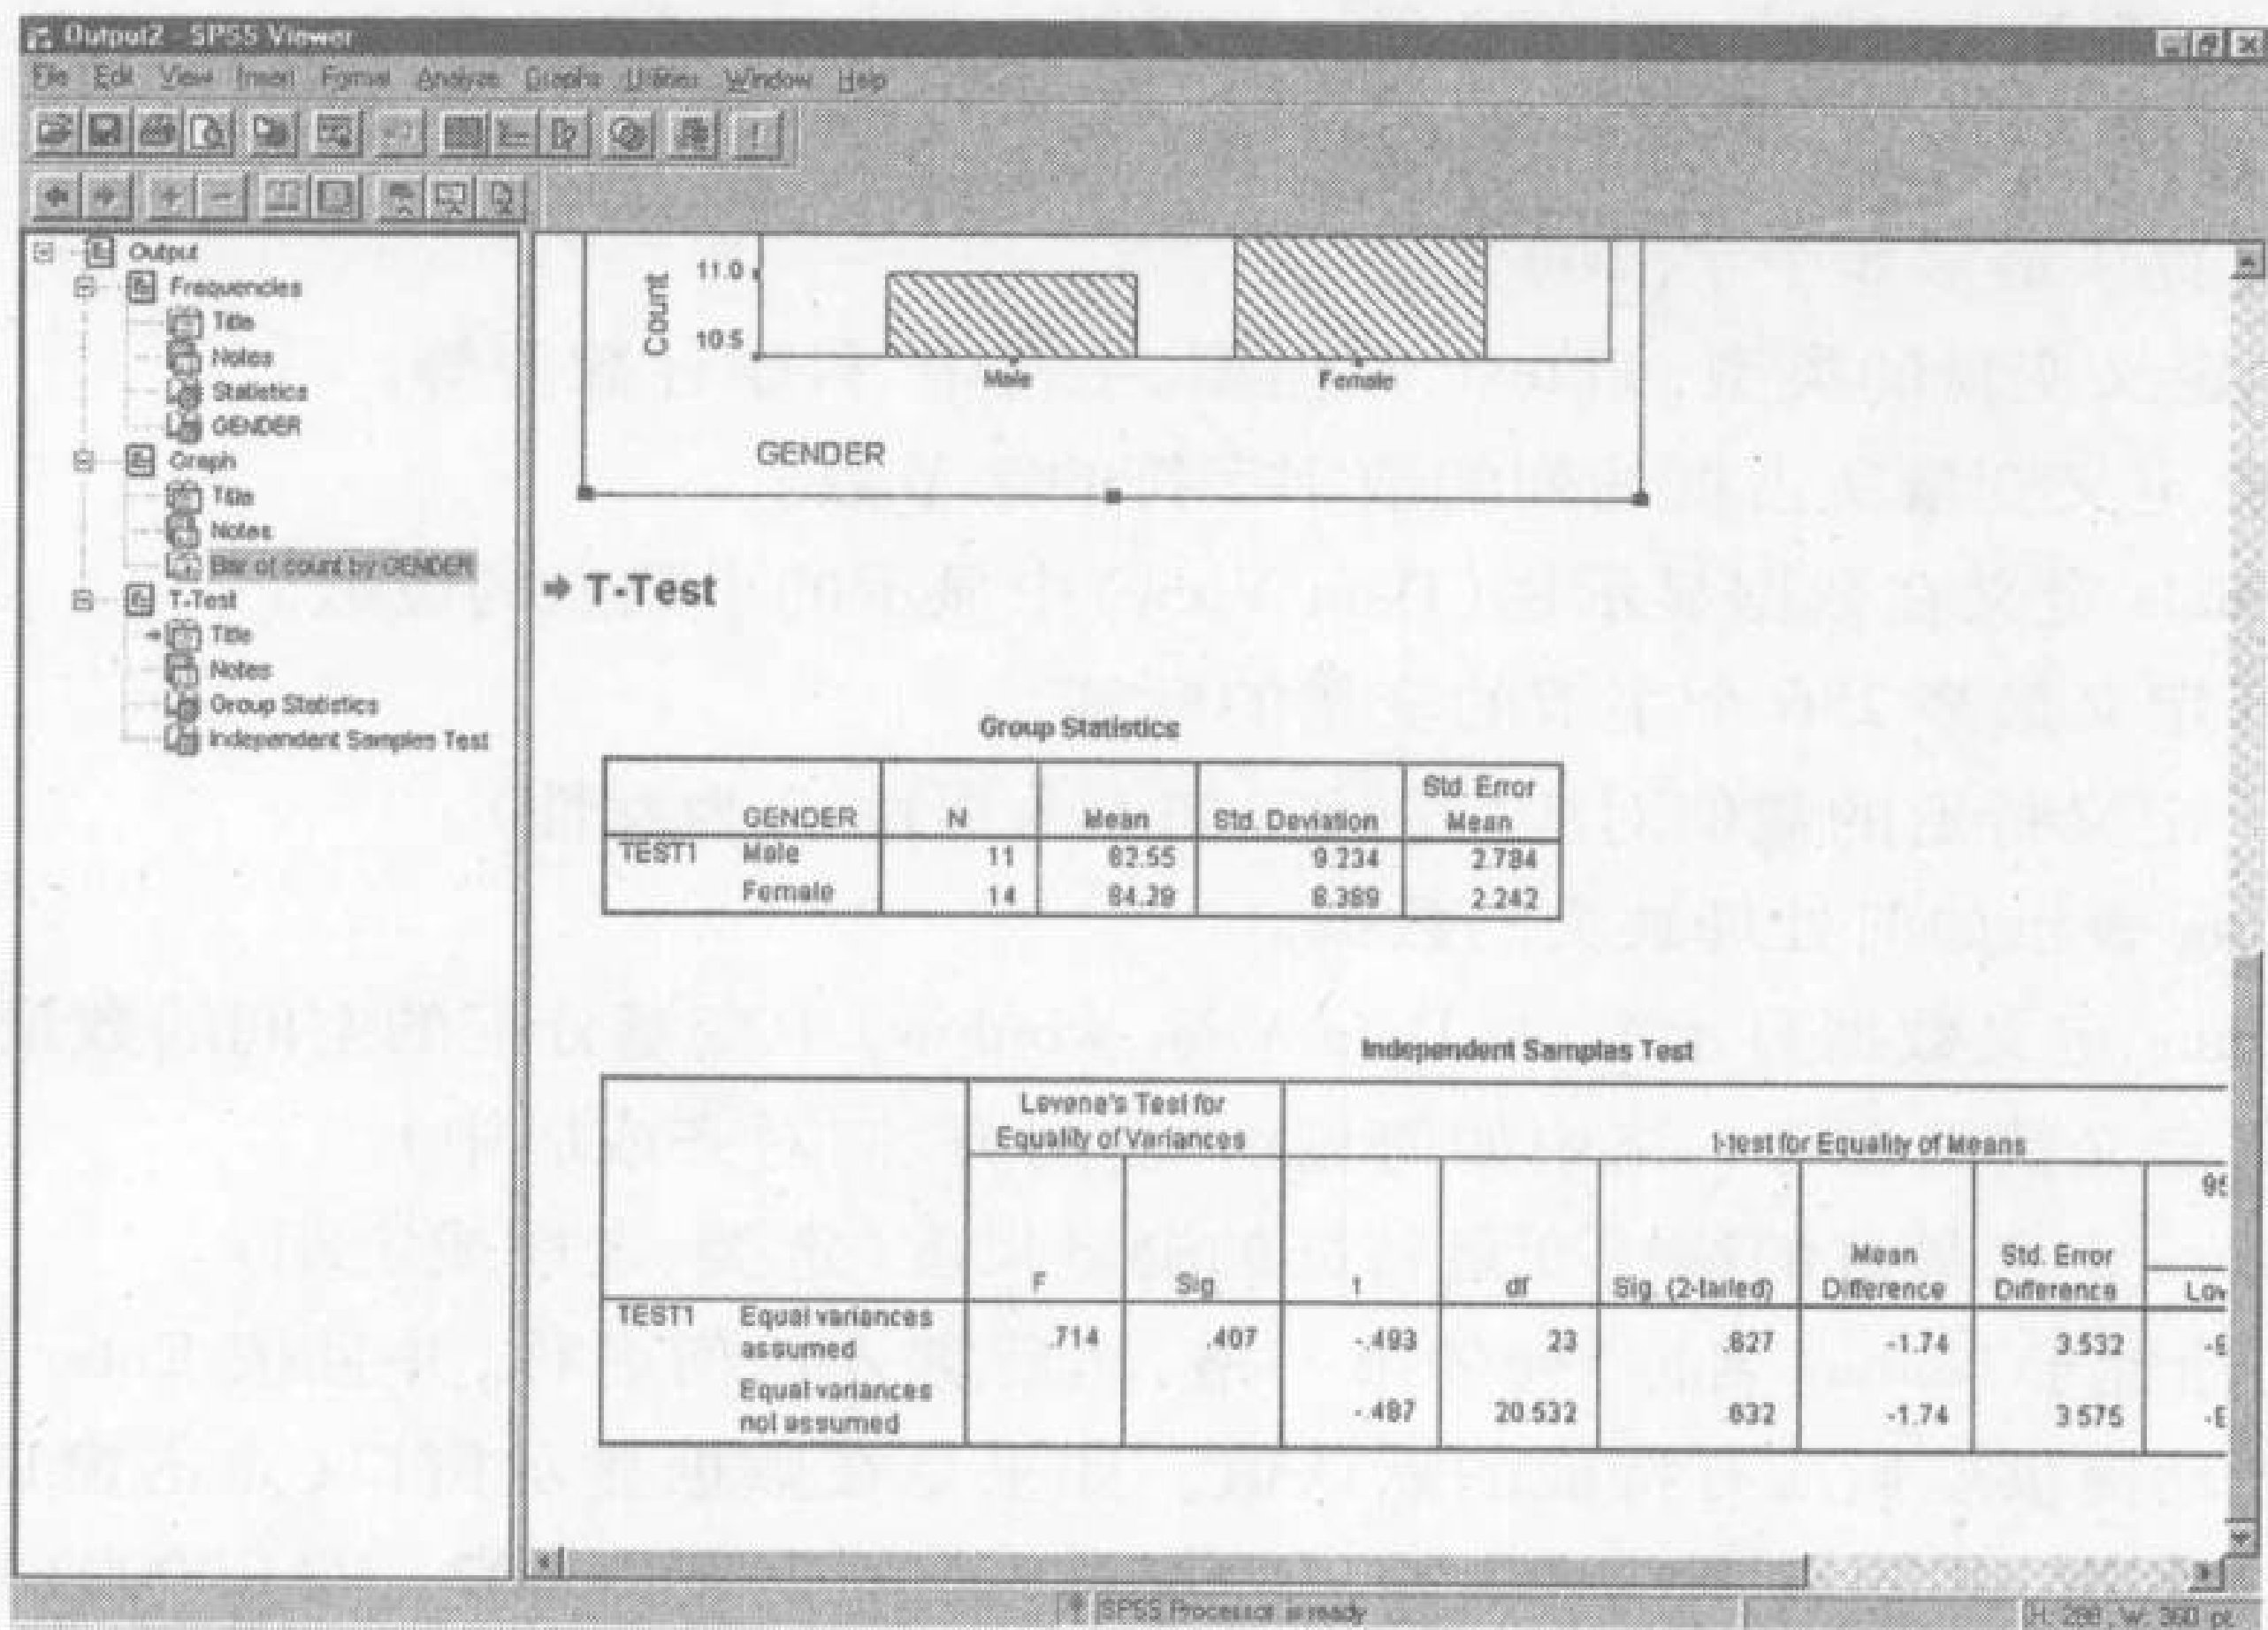 Output2 - SPSS Viewer
File Edit View Insert Format Analyze Graphs Utilities Window Help
Output
Frequencies
Title
Notes
Statistics
GENDER
Graph
Title
Notes
Bar of count by GENDER
T-Test
Title
Notes
Group Statistics
Independent Samples Test
Count
11.0
10.5
Male Female
GENDER
T-Test
Group Statistics
GENDER N Mean Std. Deviation Std. Error Mean
TEST1 Male 11 82.55 9.234 2.784
Female 14 84.29 8.389 2.242
Independent Samples Test
Levene's Test for Equality of Variances
t-test for Equality of Means
F Sig. t df Sig. (2-tailed) Mean Difference Std. Error Difference
TEST1 Equal variances assumed .714 .407 -.493 23 .627 -1.74 3.532
Equal variances not assumed -.487 20.532 .632 -1.74 3.575
SPSS Processor is ready
H: 288, W: 360 pt.